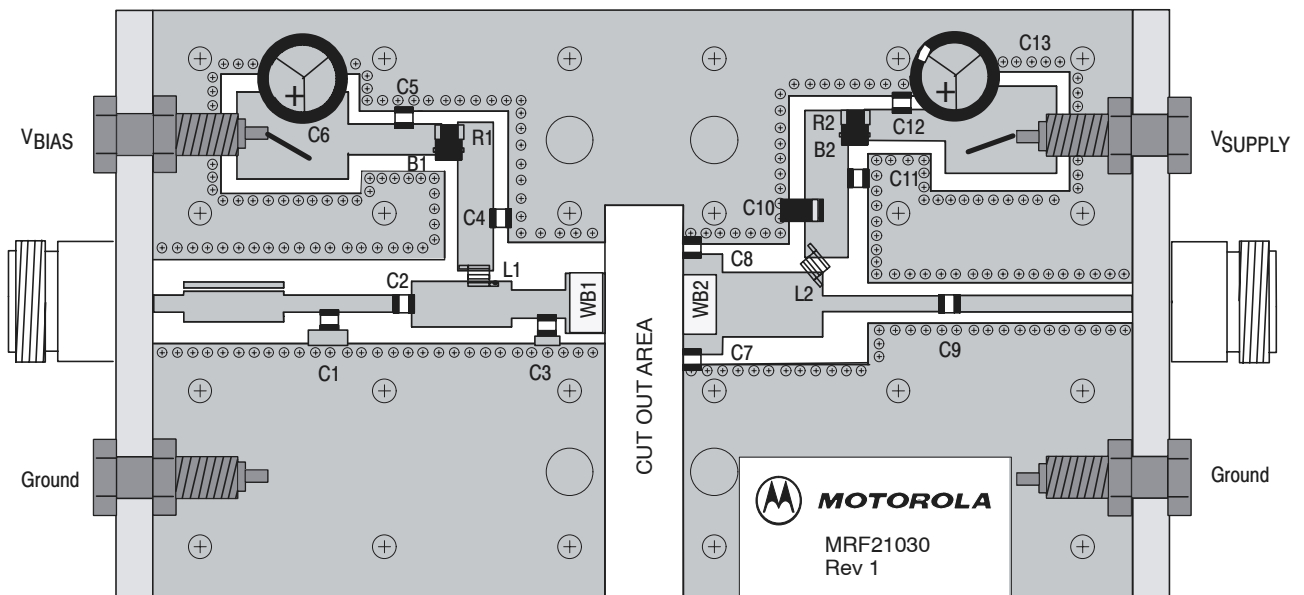 C13
C5
C6
R1
B1
R2
C12
B2
VBIAS
VSUPPLY
C11
C4
C10
C8
L1
C2
L2
WB1
WB2
C1
C3
C7
C9
CUT OUT AREA
Ground
Ground
MOTOROLA
MRF21030
Rev 1